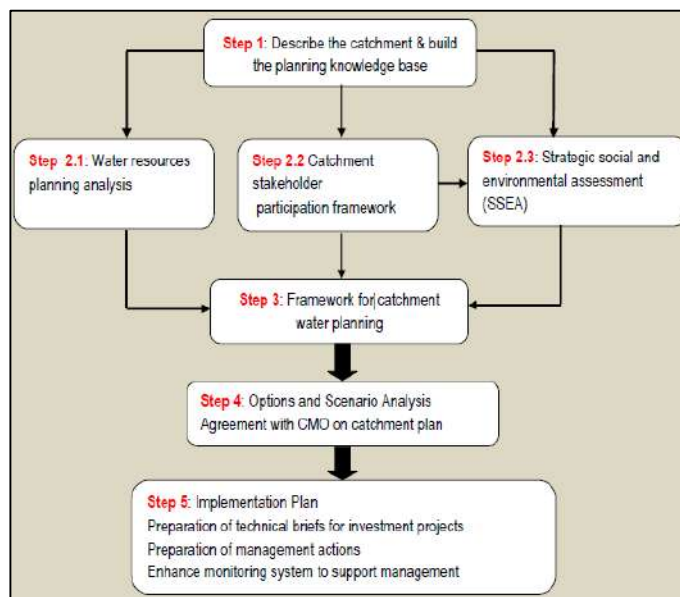 Step 1: Describe the catchment & build
the planning knowledge base
Step 2.1: Water resources
planning analysis
Step 2.2 Catchment
stakeholder
participation framework
Step 2.3: Strategic social and
environmental assessment
(SSEA)
Step 3: Framework for catchment
water planning
Step 4: Options and Scenario Analysis
Agreement with CMO on catchment plan
Step 5: Implementation Plan
Preparation of technical briefs for investment projects
Preparation of management actions
Enhance monitoring system to support management